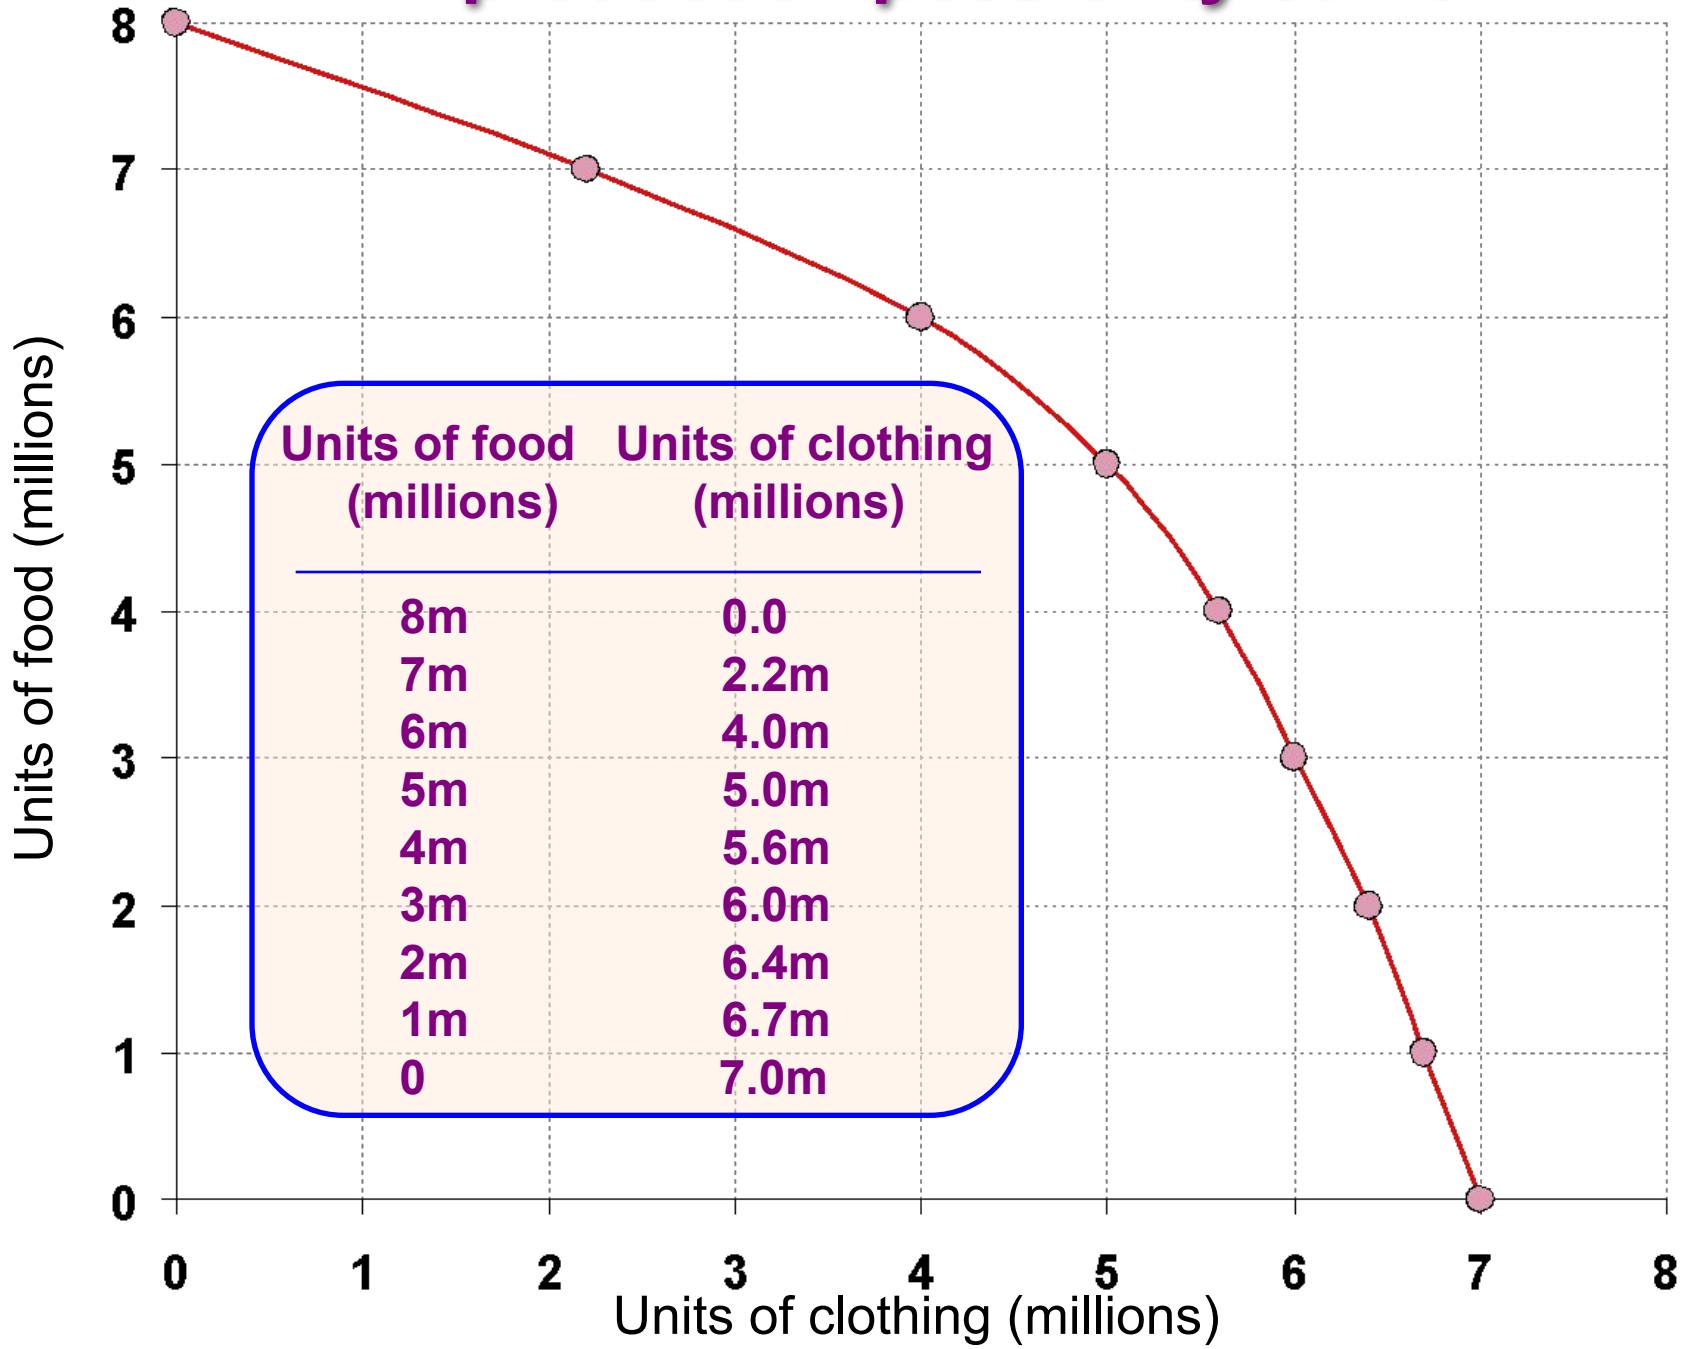 8
7
6
5
4
3
2
1
0
Units of food (millions)
Units of food Units of clothing
(millions) (millions)
8m 0.0
7m 2.2m
6m 4.0m
5m 5.0m
4m 5.6m
3m 6.0m
2m 6.4m
1m 6.7m
0 7.0m
0 1 2 3 4 5 6 7 8
Units of clothing (millions)